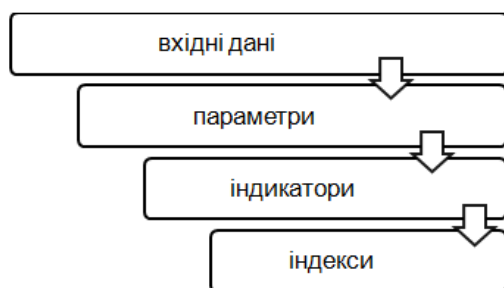 вхідні дані
параметри
індикатори
індекси